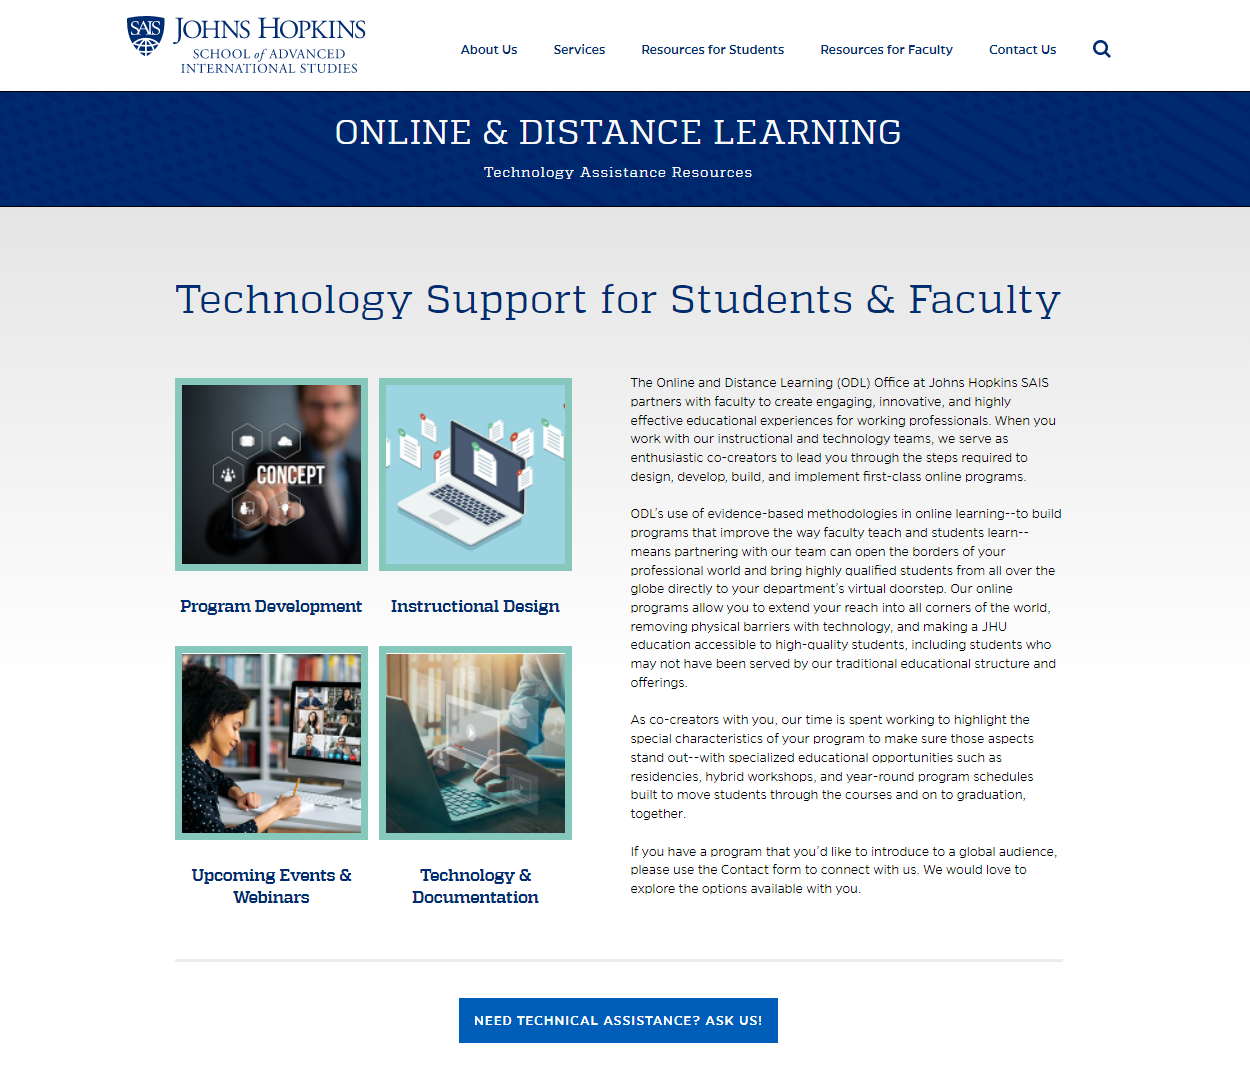 SAIS
JOHNS HOPKINS
SCHOOL of ADVANCED
INTERNATIONAL STUDIES
About Us
Services
Resources for Students
Resources for Faculty
Contact Us
ONLINE & DISTANCE LEARNING
Technology Assistance Resources
Technology Support for Students & Faculty
CONCEPT
Program Development
Instructional Design
Upcoming Events &
Webinars
Technology &
Documentation
The Online and Distance Learning (ODL) Office at Johns Hopkins SAIS
partners with faculty to create engaging, innovative, and highly
effective educational experiences for working professionals. When you
work with our instructional and technology teams, we serve as
enthusiastic co-creators to lead you through the steps required to
design, develop, build, and implement first-class online programs.
ODL's use of evidence-based methodologies in online learning--to build
programs that improve the way faculty teach and students learn--
means partnering with our team can open the borders of your
professional world and bring highly qualified students from all over the
globe directly to your department's virtual doorstep. Our online
programs allow you to extend your reach into all corners of the world,
removing physical barriers with technology, and making a JHU
education accessible to high-quality students, including students who
may not have been served by our traditional educational structure and
offerings.
As co-creators with you, our time is spent working to highlight the
special characteristics of your program to make sure those aspects
stand out--with specialized educational opportunities such as
residencies, hybrid workshops, and year-round program schedules
built to move students through the courses and on to graduation,
together.
If you have a program that you'd like to introduce to a global audience,
please use the Contact form to connect with us. We would love to
explore the options available with you.
NEED TECHNICAL ASSISTANCE? ASK US!